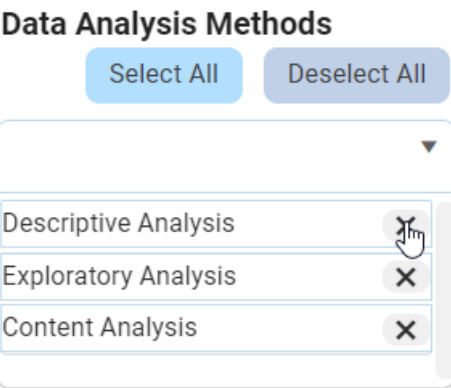 Data Analysis Methods
Select All Deselect All
Descriptive Analysis
Exploratory Analysis
Content Analysis